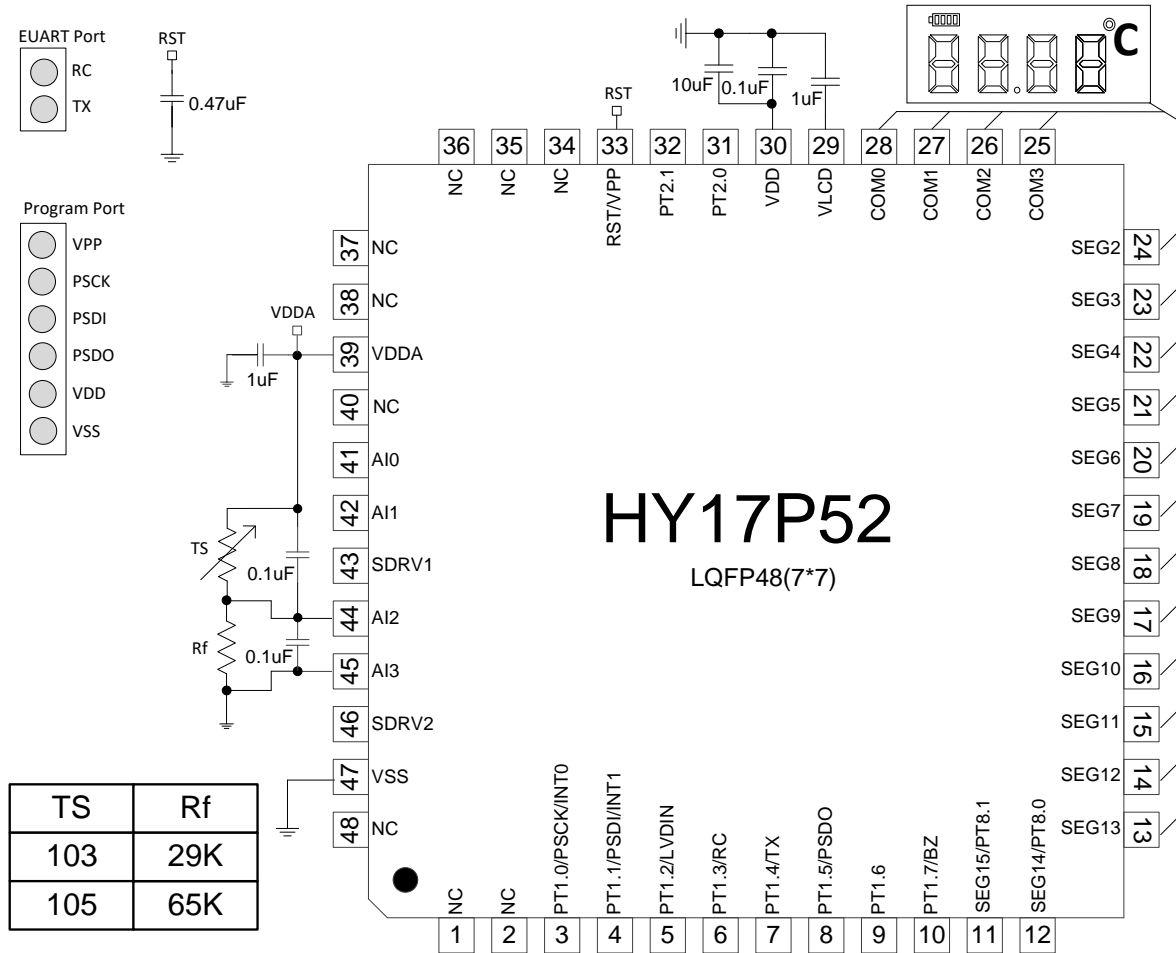 EUART Port
RC
TX
RST
0.47uF
Program Port
VPP
PSCK
PSDI
PSDO
VDD
VSS
10uF
0.1uF
1uF
°C
RST
36
35
34
33
32
31
30
29
28
27
26
25
NC
NC
NC
RST/VPP
PT2.1
PT2.0
VDD
VLCD
COM0
COM1
COM2
COM3
37 NC
38 NC
VDDA
39 VDDA
1uF
40 NC
41 AI0
42 AI1
TS
0.1uF
43 SDRV1
44 AI2
Rf
0.1uF
45 AI3
46 SDRV2
47 VSS
48 NC
HY17P52
LQFP48(7*7)
SEG2 24
SEG3 23
SEG4 22
SEG5 21
SEG6 20
SEG7 19
SEG8 18
SEG9 17
SEG10 16
SEG11 15
SEG12 14
SEG13 13
TS Rf
103 29K
105 65K
NC
NC
PT1.0/PSCK/INT0
PT1.1/PSDI/INT1
PT1.2/LVDIN
PT1.3/RC
PT1.4/TX
PT1.5/PSDO
PT1.6
PT1.7/BZ
SEG15/PT8.1
SEG14/PT8.0
1
2
3
4
5
6
7
8
9
10
11
12